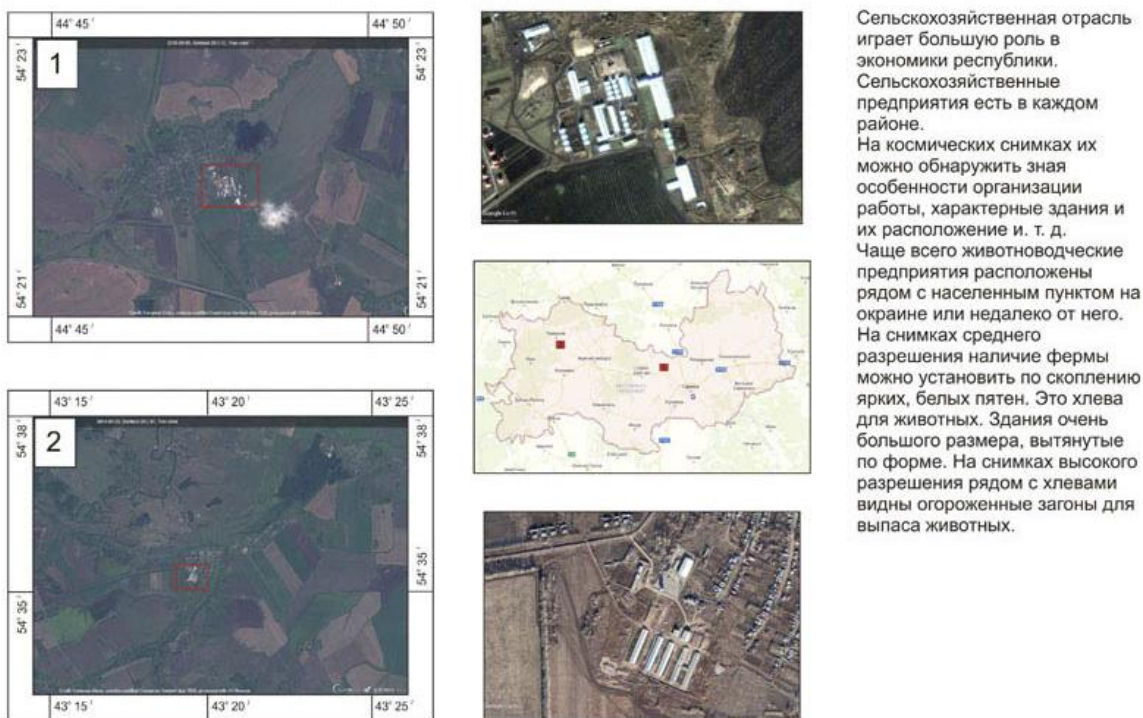 44° 45´
44° 50´
54° 23´
54° 23´
1
54° 21´
54° 21´
44° 45´
44° 50´
43° 15´
43° 20´
43° 25´
54° 38´
54° 38´
2
54° 35´
54° 35´
43° 15´
43° 20´
43° 25´
Google Earth
Сельскохозяйственная отрасль
играет большую роль в
экономики республики.
Сельскохозяйственные
предприятия есть в каждом
районе.
На космических снимках их
можно обнаружить зная
особенности организации
работы, характерные здания и
их расположение и. т. д.
Чаще всего животноводческие
предприятия расположены
рядом с населенным пунктом на
окраине или недалеко от него.
На снимках среднего
разрешения наличие фермы
можно установить по скоплению
ярких, белых пятен. Это хлева
для животных. Здания очень
большого размера, вытянутые
по форме. На снимках высокого
разрешения рядом с хлевами
видны огороженные загоны для
выпаса животных.